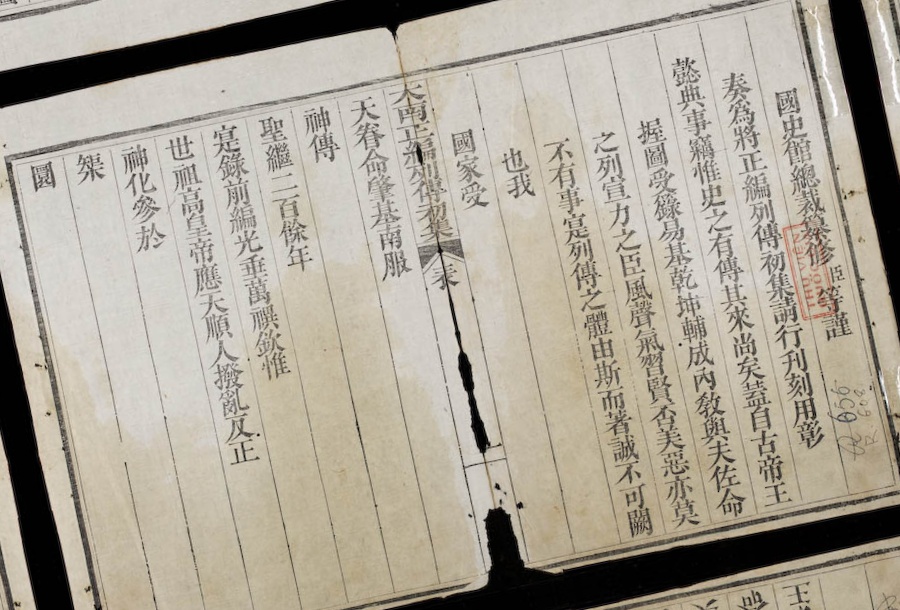 國史館總裁纂修臣等謹
奏為將正編列傳初集請行刊刻用彰
懿典事竊惟史之有傳其來尚矣蓋自古帝王
握圖受籙易基乾坤輔成內教與夫佐命
之列宣力之臣風聲氣習賢否美惡亦莫
不有事寔列傳之體由斯而著誠不可闕
也我
國家受
大南正編列傳初集 表
天眷命肇基南服
神傳
聖繼二百餘年
寔錄前編光垂萬禩欽惟
世祖高皇帝應天順人撥亂反正
神化參於
槼
圜